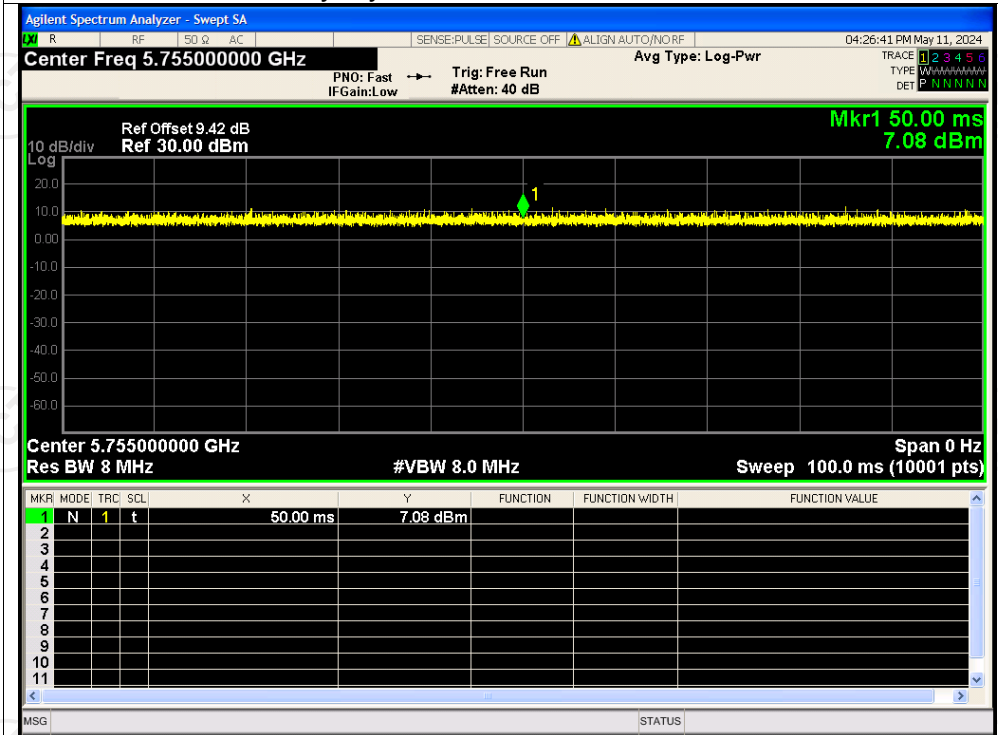 Agilent Spectrum Analyzer - Swept SA
LXI R RF 50 Ω AC SENSE:PULSE SOURCE OFF ALIGN AUTO/NO RF 04:26:41 PM May 11, 2024
Center Freq 5.755000000 GHz
Avg Type: Log-Pwr
TRACE 1 2 3 4 5 6
TYPE
DET P N N N N N
PNO: Fast Trig: Free Run
IFGain:Low #Atten: 40 dB
Mkr1 50.00 ms
7.08 dBm
Ref Offset 9.42 dB
10 dB/div Ref 30.00 dBm
Log
20.0
1
10.0
0.00
-10.0
-20.0
-30.0
-40.0
-50.0
-60.0
Center 5.755000000 GHz Span 0 Hz
Res BW 8 MHz #VBW 8.0 MHz Sweep 100.0 ms (10001 pts)
MKR MODE TRC SCL X Y FUNCTION FUNCTION WIDTH FUNCTION VALUE
1 N 1 t 50.00 ms 7.08 dBm
2
3
4
5
6
7
8
9
10
11
MSG STATUS